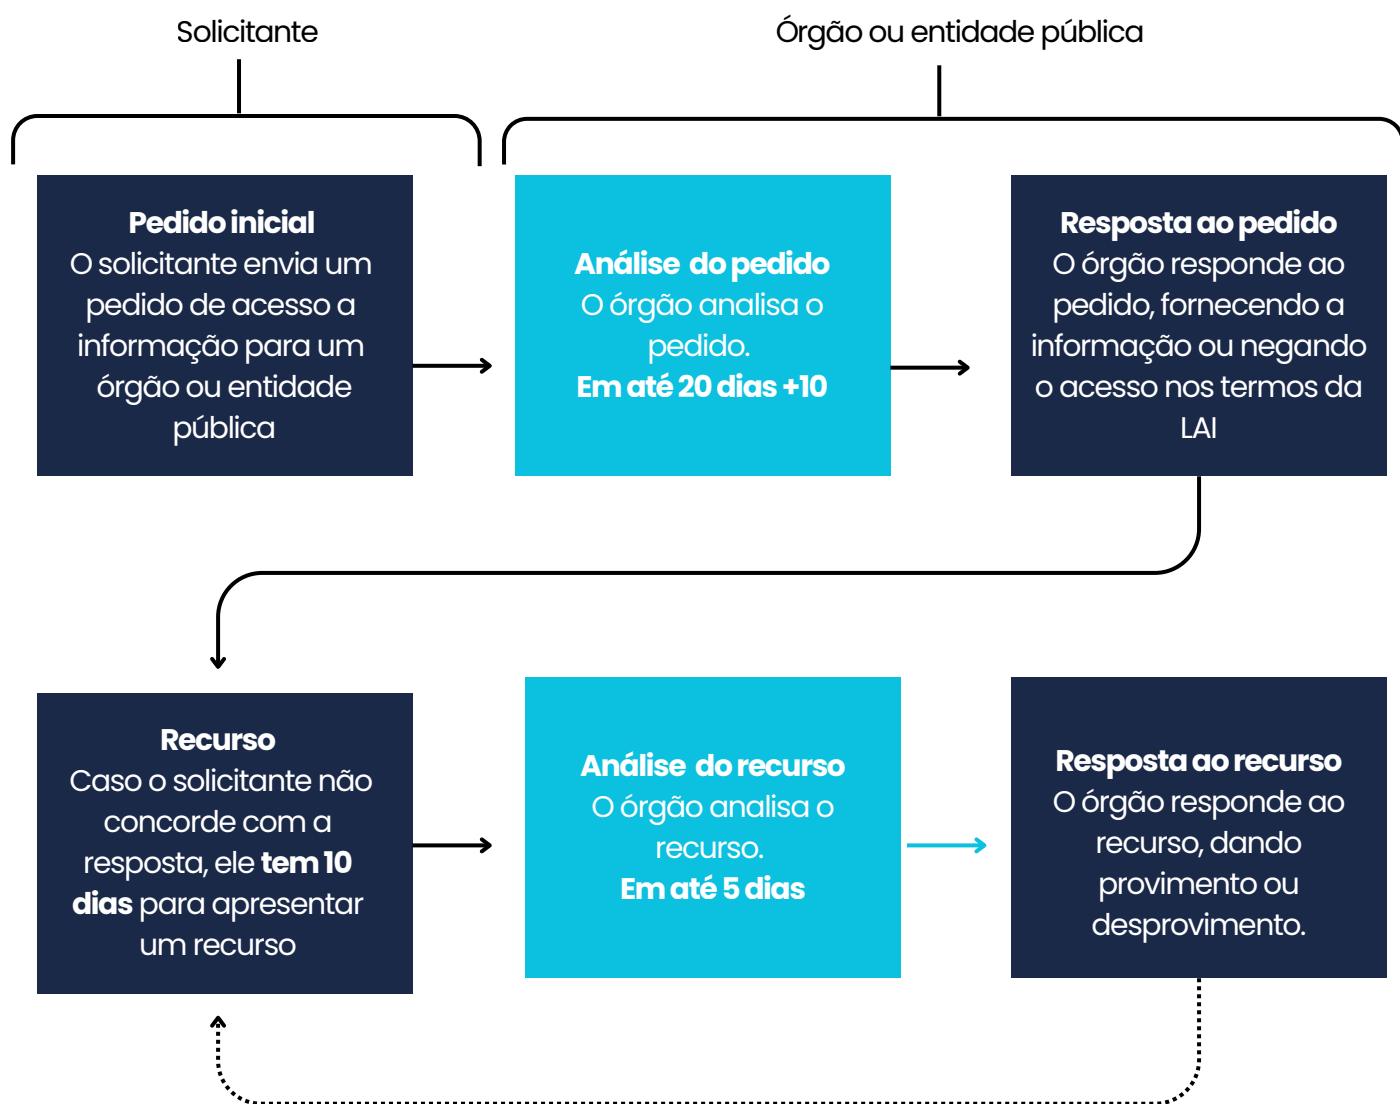 Solicitante
Órgão ou entidade pública
Pedido inicial
O solicitante envia um
pedido de acesso a
informação para um
órgão ou entidade
pública
Análise do pedido
O órgão analisa o
pedido.
Em até 20 dias +10
Resposta ao pedido
O órgão responde ao
pedido, fornecendo a
informação ou negando
o acesso nos termos da
LAI
Recurso
Caso o solicitante não
concorde com a
resposta, ele tem 10
dias para apresentar
um recurso
Análise do recurso
O órgão analisa o
recurso.
Em até 5 dias
Resposta ao recurso
O órgão responde ao
recurso, dando
provimento ou
desprovimento.